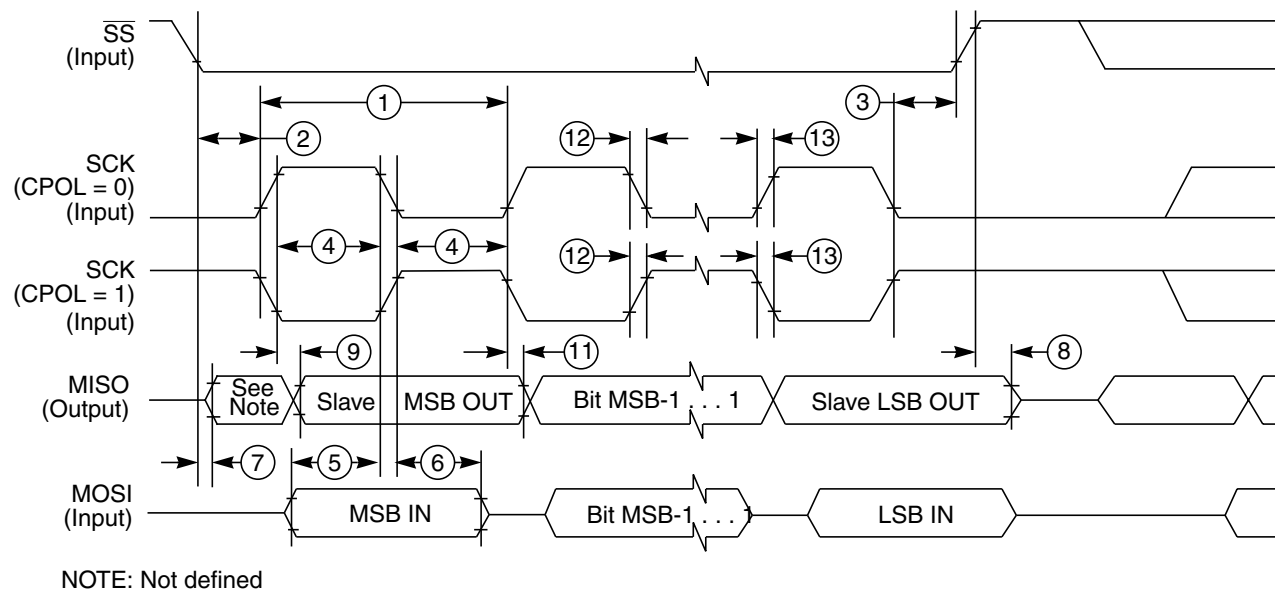 SS
(Input)
1
3
2
12
13
SCK
(CPOL = 0)
(Input)
4
4
SCK
(CPOL = 1)
(Input)
12
13
9
11
8
MISO
(Output)
See
Note
Slave
MSB OUT
Bit MSB-1 . . . 1
Slave LSB OUT
7
5
6
MOSI
(Input)
MSB IN
Bit MSB-1 . . . 1
LSB IN
NOTE: Not defined